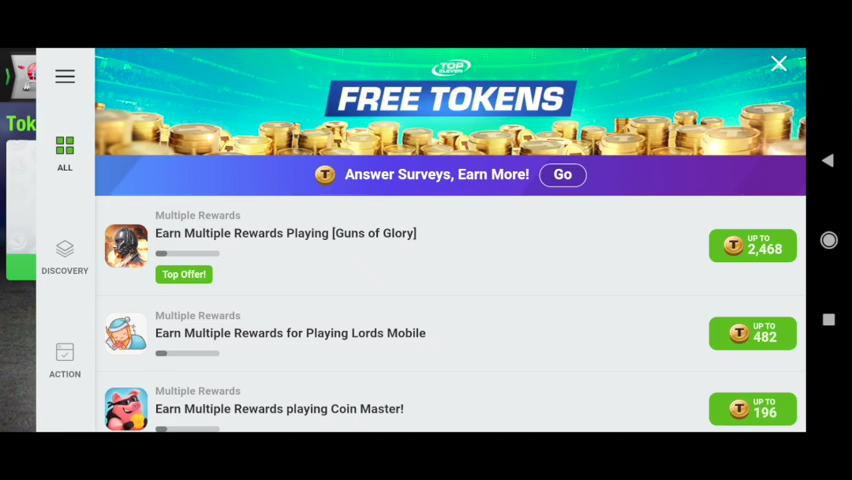 Tok
TOP
ELEVEN
FREE TOKENS
Answer Surveys, Earn More! Go
ALL
DISCOVERY
ACTION
Multiple Rewards
Earn Multiple Rewards Playing [Guns of Glory]
Top Offer!
UP TO
2,468
Multiple Rewards
Earn Multiple Rewards for Playing Lords Mobile
UP TO
482
Multiple Rewards
Earn Multiple Rewards playing Coin Master!
UP TO
196